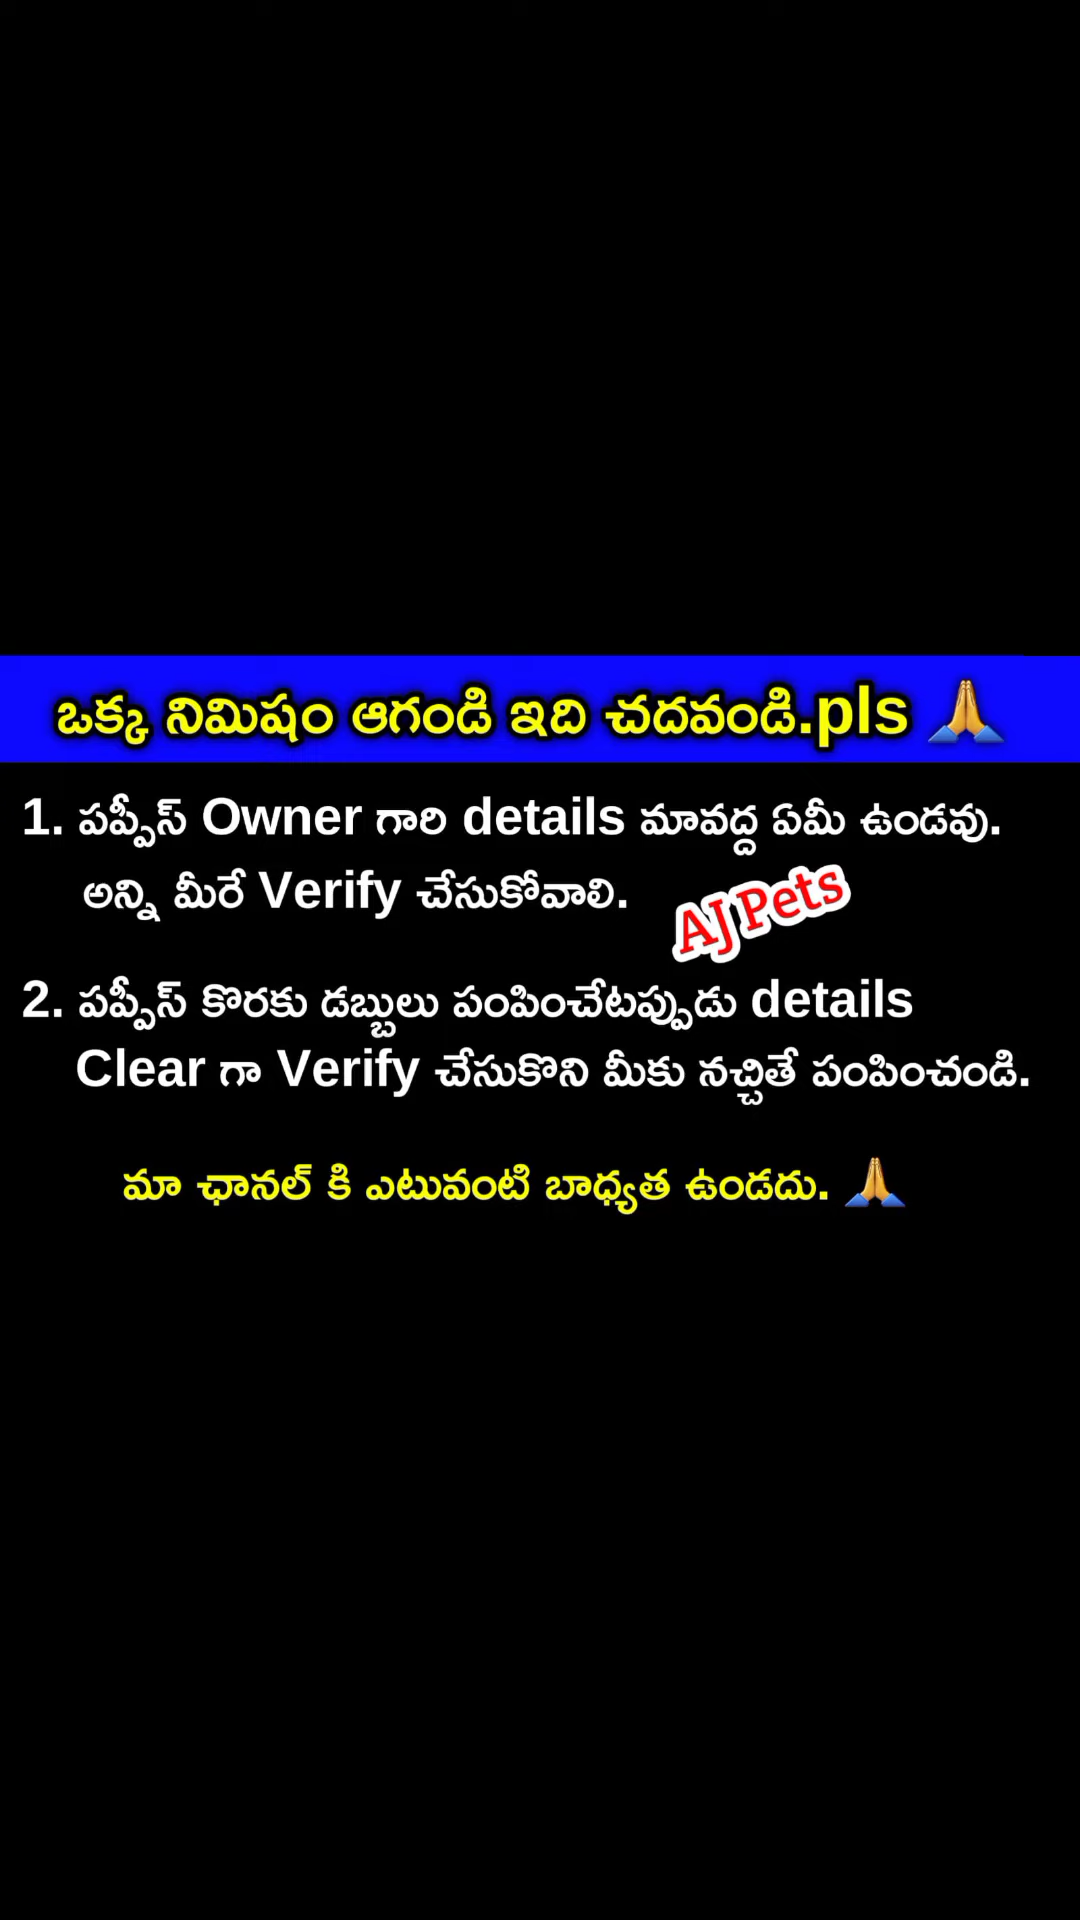 ఒక్క నిమిషం ఆగండి ఇది చదవండి.pls 🙏
1. పప్పీస్ Owner గారి details మావద్ద ఏమీ ఉండవు.
అన్ని మీరే Verify చేసుకోవాలి.
AJ Pets
2. పప్పీస్ కొరకు డబ్బులు పంపించేటప్పుడు details
Clear గా Verify చేసుకొని మీకు నచ్చితే పంపించండి.
మా ఛానల్ కి ఎటువంటి బాధ్యత ఉండదు. 🙏